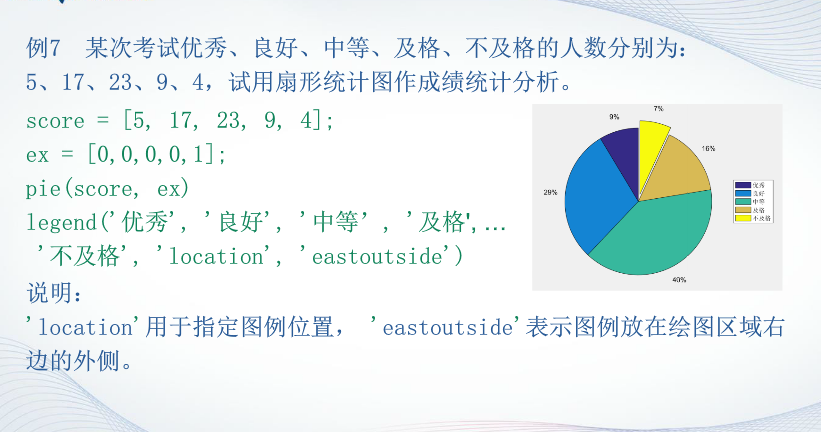 例7 某次考试优秀、良好、中等、及格、不及格的人数分别为：
5、17、23、9、4，试用扇形统计图作成绩统计分析。
score = [5, 17, 23, 9, 4];
ex = [0,0,0,0,1];
pie(score, ex)
legend('优秀', '良好', '中等', '及格',…
'不及格', 'location', 'eastoutside')
说明：
'location'用于指定图例位置， 'eastoutside'表示图例放在绘图区域右
边的外侧。
7%
9%
16%
29%
40%
优秀
良好
中等
及格
不及格